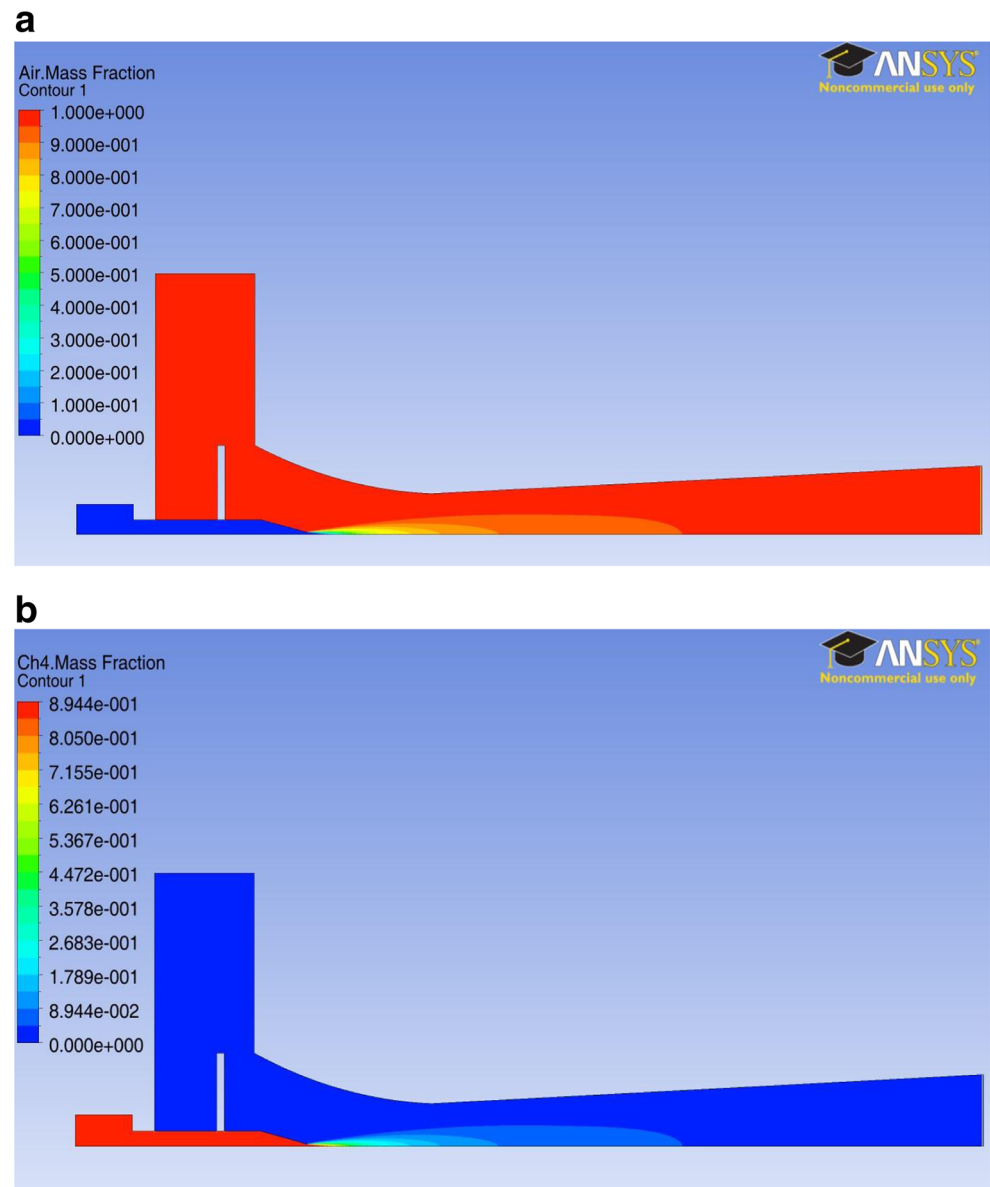 a
Air.Mass Fraction
Contour 1
1.000e+000
9.000e-001
8.000e-001
7.000e-001
6.000e-001
5.000e-001
4.000e-001
3.000e-001
2.000e-001
1.000e-001
0.000e+000
ANSYS
Noncommercial use only
b
Ch4.Mass Fraction
Contour 1
8.944e-001
8.050e-001
7.155e-001
6.261e-001
5.367e-001
4.472e-001
3.578e-001
2.683e-001
1.789e-001
8.944e-002
0.000e+000
ANSYS
Noncommercial use only